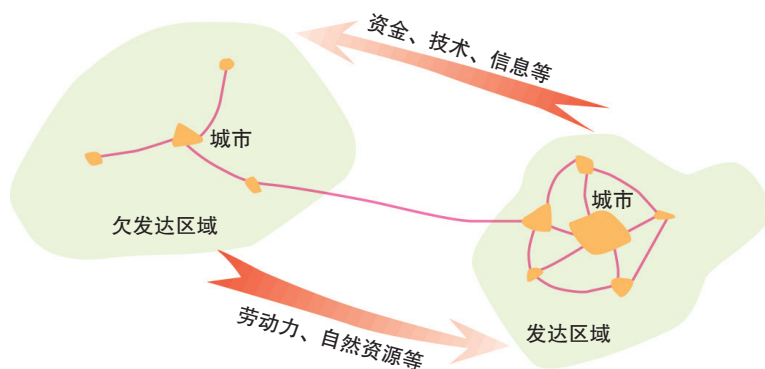 资金、技术、信息等
城市
城市
欠发达区域
劳动力、自然资源等
发达区域